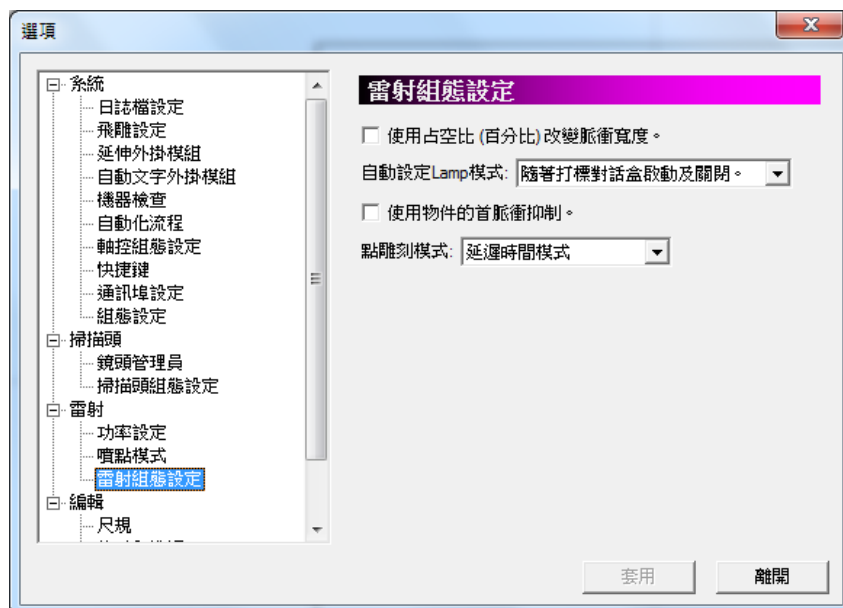 選項
系統
日誌檔設定
飛雕設定
延伸外掛模組
自動文字外掛模組
機器檢查
自動化流程
軸控組態設定
快捷鍵
通訊埠設定
組態設定
掃描頭
鏡頭管理員
掃描頭組態設定
雷射
功率設定
噴點模式
雷射組態設定
編輯
尺規
雷射組態設定
使用占空比 (百分比) 改變脈衝寬度。
自動設定Lamp模式: 隨著打標對話盒啟動及關閉。
使用物件的首脈衝抑制。
點雕刻模式: 延遲時間模式
套用 離開